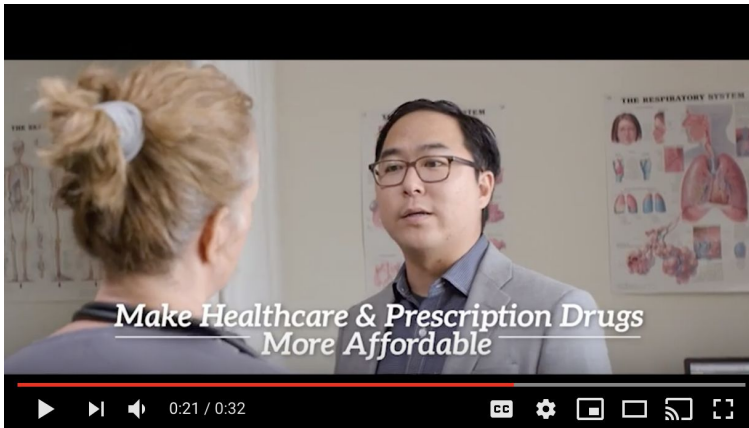 THE RESPIRATORY SYSTEM
Make Healthcare & Prescription Drugs
More Affordable
0:21 / 0:32
CC